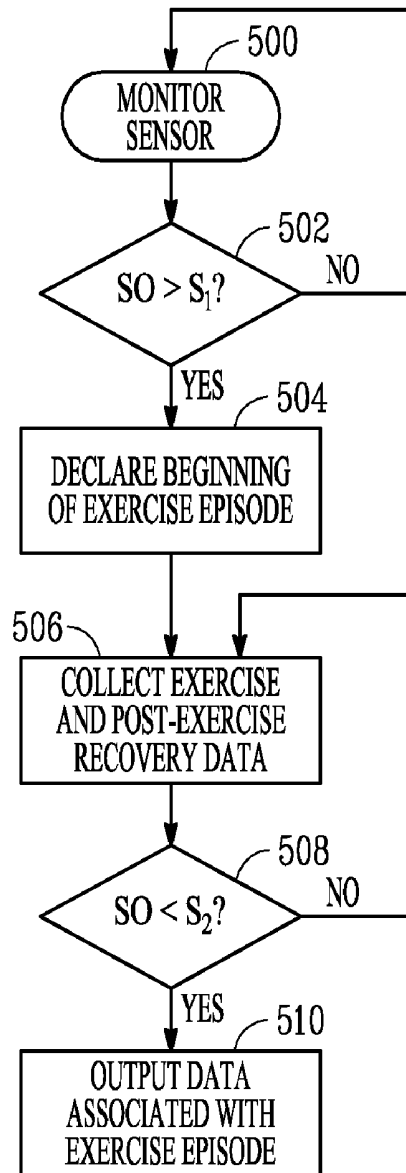 500
MONITOR
SENSOR
502
SO > S₁?
NO
YES
504
DECLARE BEGINNING
OF EXERCISE EPISODE
506
COLLECT EXERCISE
AND POST-EXERCISE
RECOVERY DATA
508
SO < S₂?
NO
YES
510
OUTPUT DATA
ASSOCIATED WITH
EXERCISE EPISODE